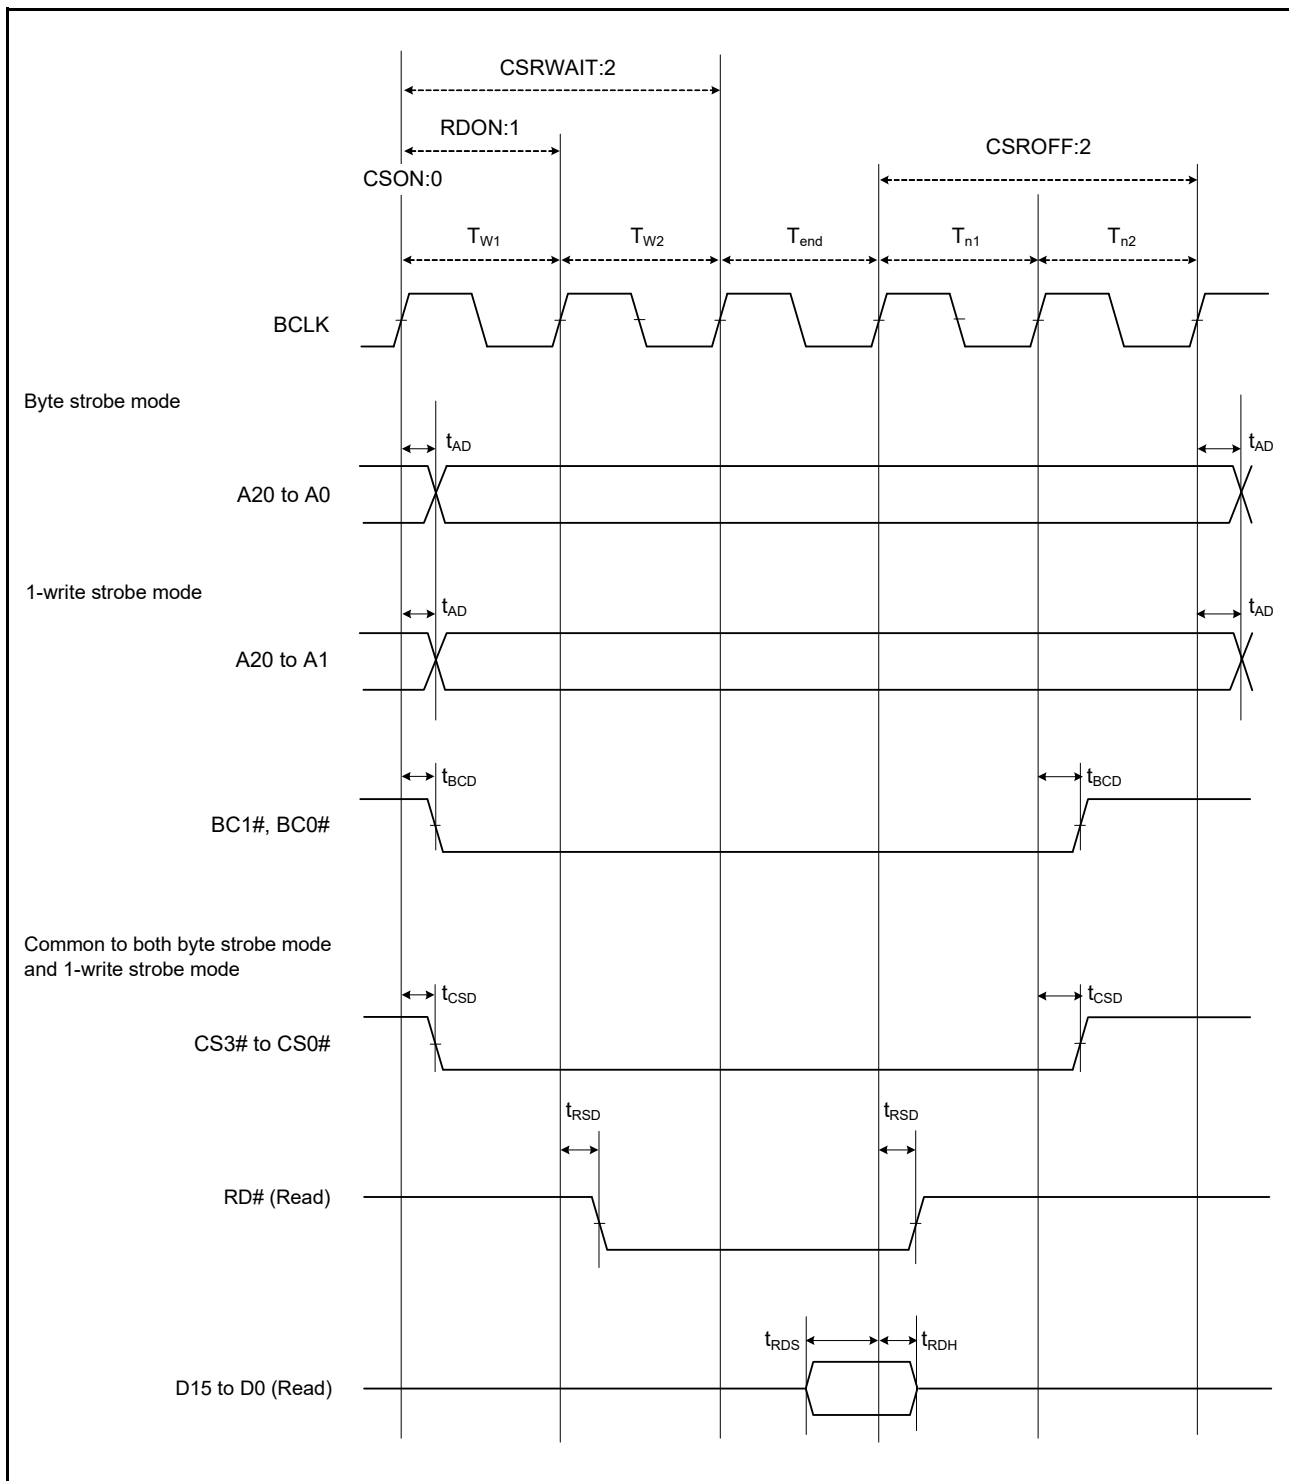 CSRWAIT:2
RDON:1
CSROFF:2
CSON:0
TW1
TW2
Tend
Tn1
Tn2
BCLK
Byte strobe mode
tAD
tAD
A20 to A0
1-write strobe mode
tAD
tAD
A20 to A1
tBCD
tBCD
BC1#, BC0#
Common to both byte strobe mode
and 1-write strobe mode
tCSD
tCSD
CS3# to CS0#
tRSD
tRSD
RD# (Read)
tRDS
tRDH
D15 to D0 (Read)